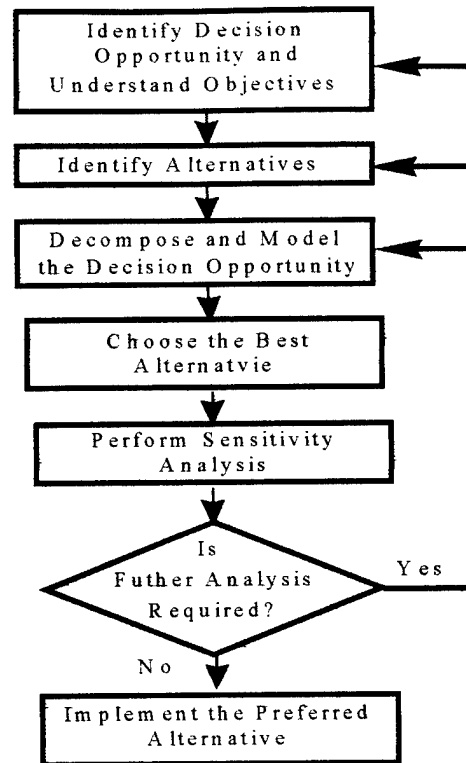 Identify Decision
Opportunity and
Understand Objectives
Identify Alternatives
Decompose and Model
the Decision Opportunity
Choose the Best
Alternatvie
Perform Sensitivity
Analysis
Is
Futher Analysis
Required?
Yes
No
Implement the Preferred
Alternative